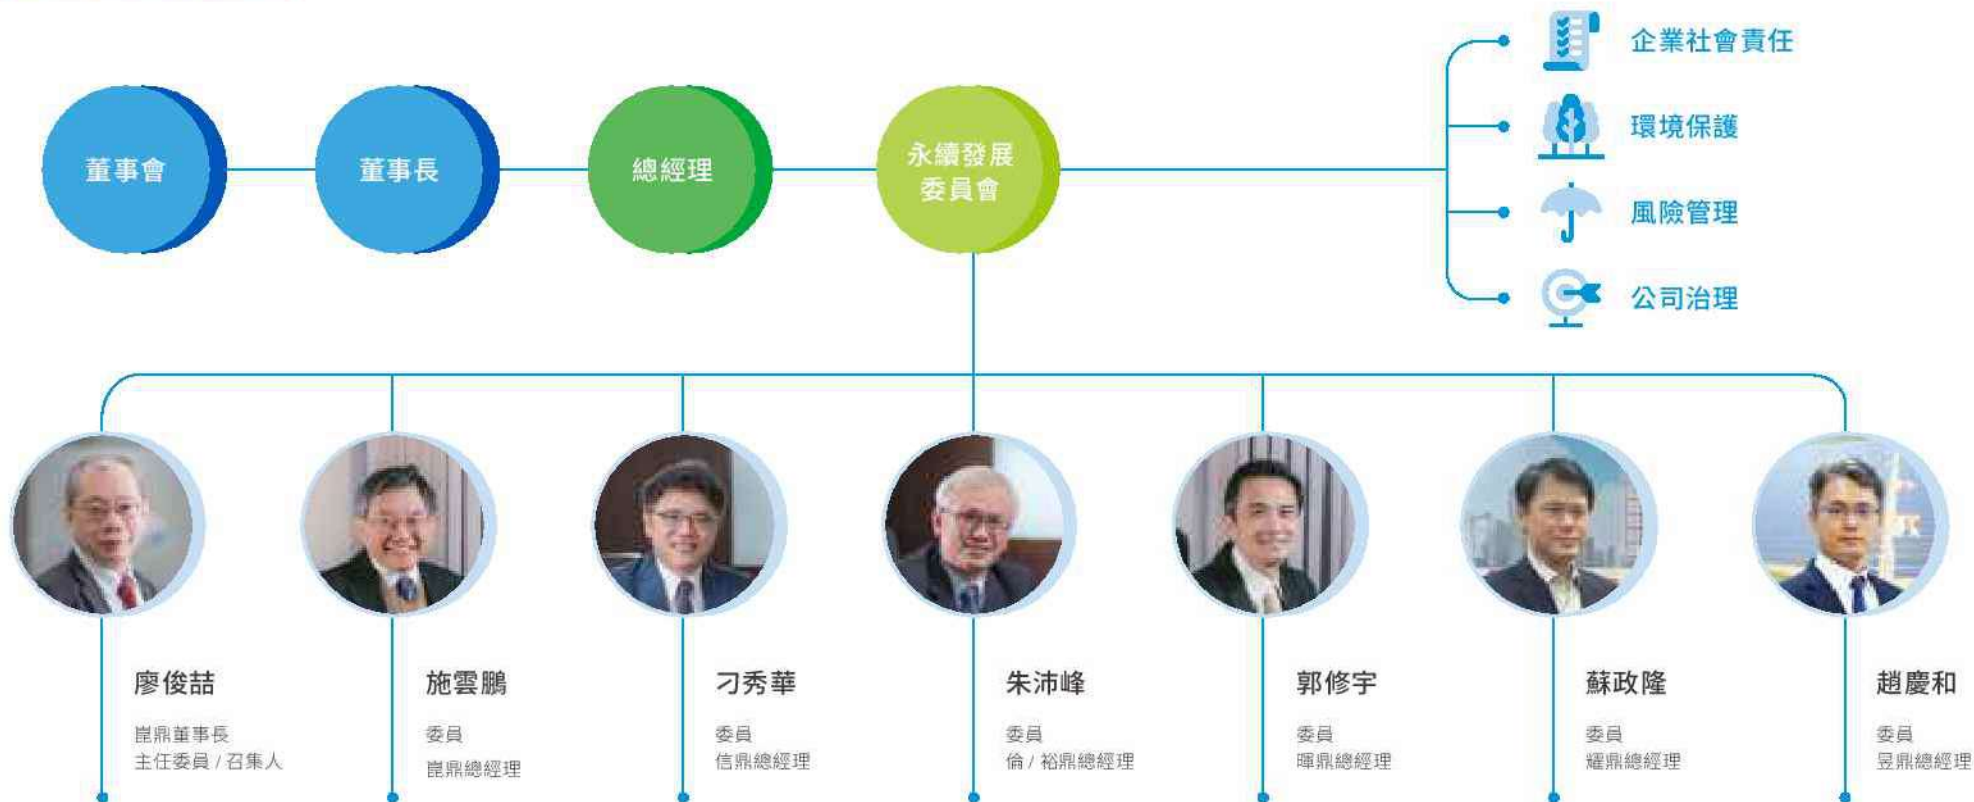 董事會
董事長
總經理
永續發展
委員會
企業社會責任
環境保護
風險管理
公司治理
廖俊喆
崑鼎董事長
主任委員 / 召集人
施雲鵬
委員
崑鼎總經理
刁秀華
委員
信鼎總經理
朱沛峰
委員
倫 / 裕鼎總經理
郭修宇
委員
暉鼎總經理
蘇政隆
委員
耀鼎總經理
趙慶和
委員
昱鼎總經理